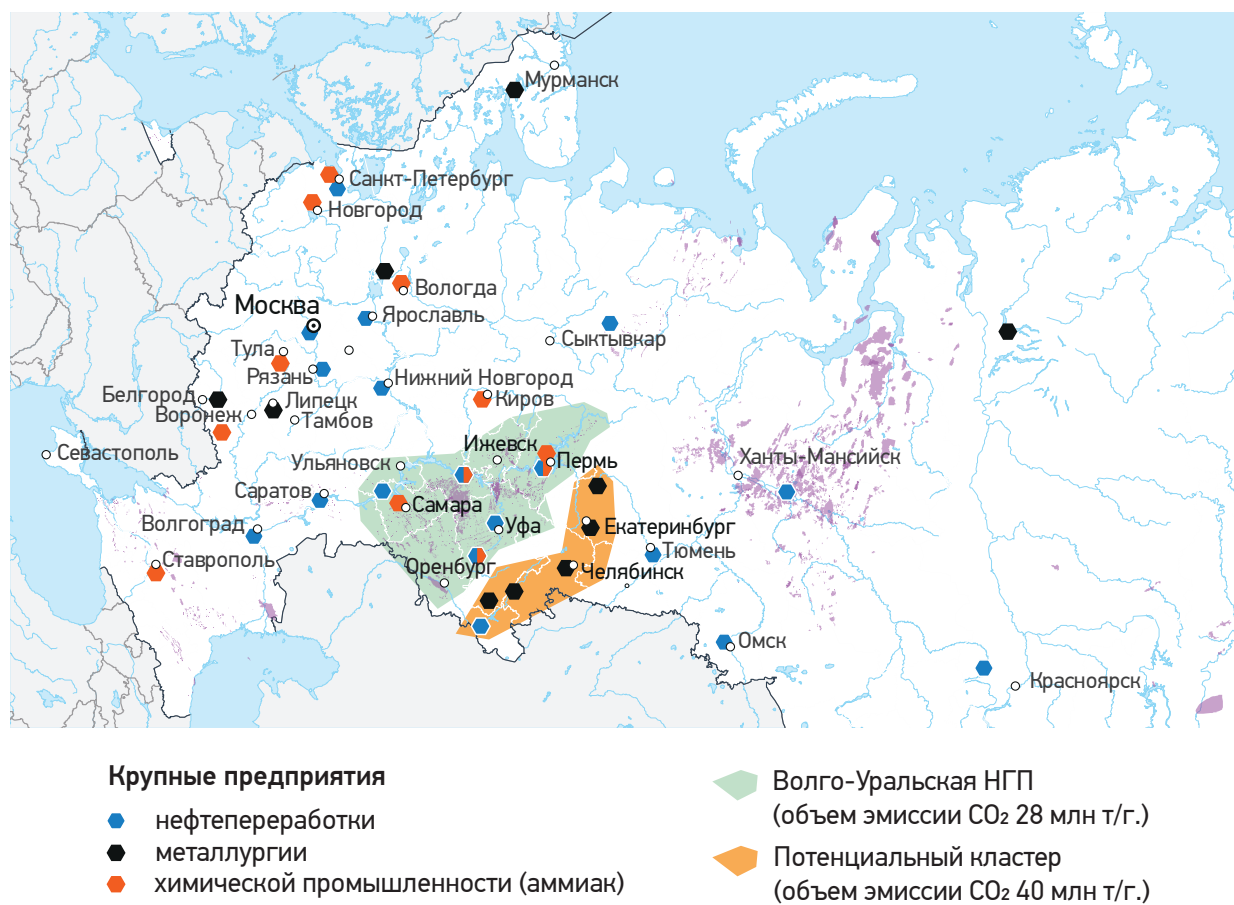 Мурманск
Санкт-Петербург
Новгород
Вологда
Москва
Ярославль
Сыктывкар
Тула
Рязань
Нижний Новгород
Белгород
Липецк
Киров
Воронеж
Тамбов
Ижевск
Севастополь
Ульяновск
Пермь
Ханты-Мансийск
Саратов
Самара
Волгоград
Уфа
Екатеринбург
Тюмень
Ставрополь
Оренбург
Челябинск
Омск
Красноярск
Крупные предприятия
нефтепереработки
металлургии
химической промышленности (аммиак)
Волго-Уральская НГП
(объем эмиссии CO₂ 28 млн т/г.)
Потенциальный кластер
(объем эмиссии CO₂ 40 млн т/г.)